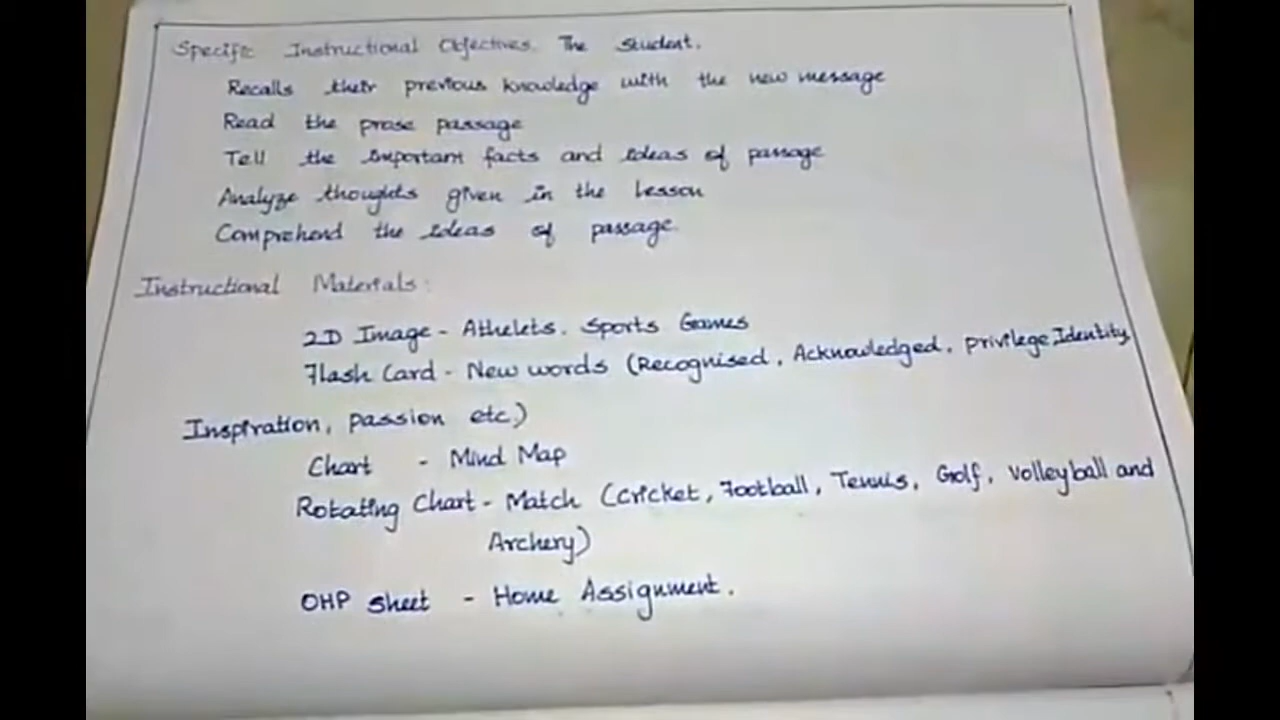 Specific Instructional Objectives. The student.
Recalls their previous knowledge with the new message
Read the prose passage
Tell the important facts and ideas of passage
Analyze thoughts given in the lesson
Comprehend the ideas of passage.
Instructional Materials:
2D Image - Athelets. Sports Games
Flash Card - New words (Recognised, Acknowledged, privilege, Identity,
Inspiration, passion etc.)
Chart - Mind Map
Rotating Chart - Match (Cricket, Football, Tennis, Golf, volleyball and
Archery)
OHP sheet - Home Assignment.